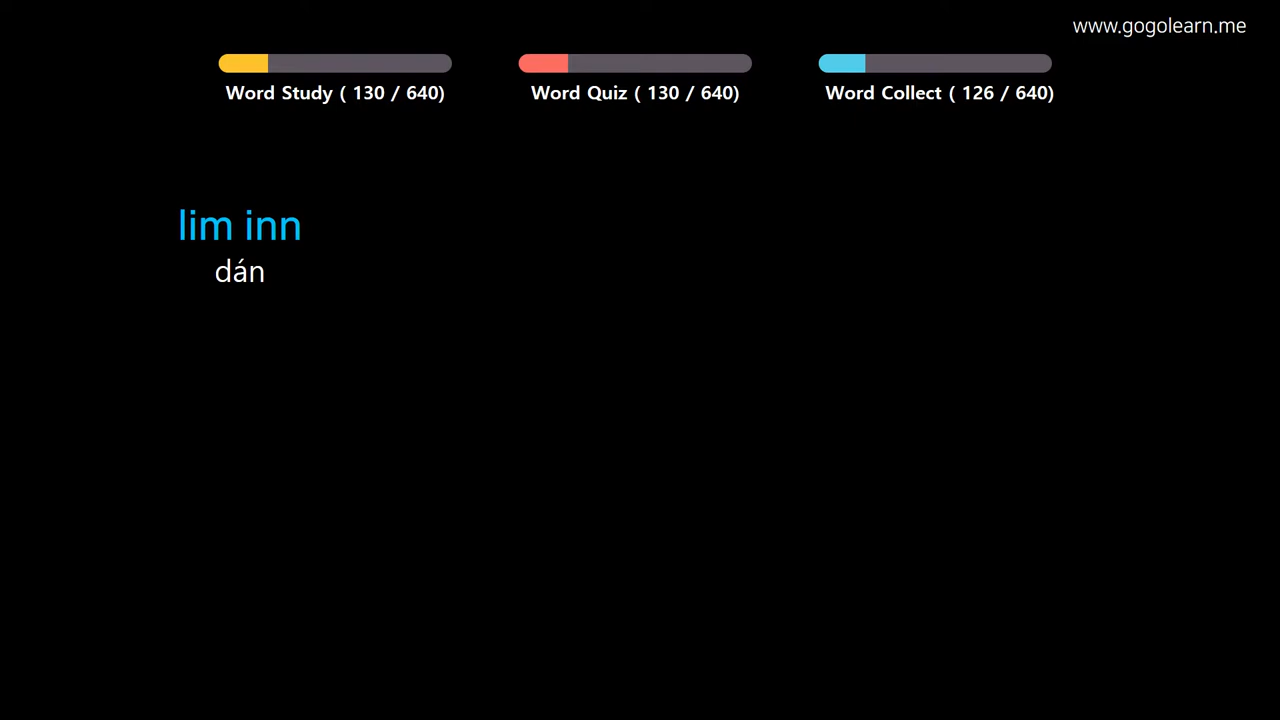 www.gogolearn.me
Word Study ( 130 / 640)
Word Quiz ( 130 / 640)
Word Collect ( 126 / 640)
lim inn
dán